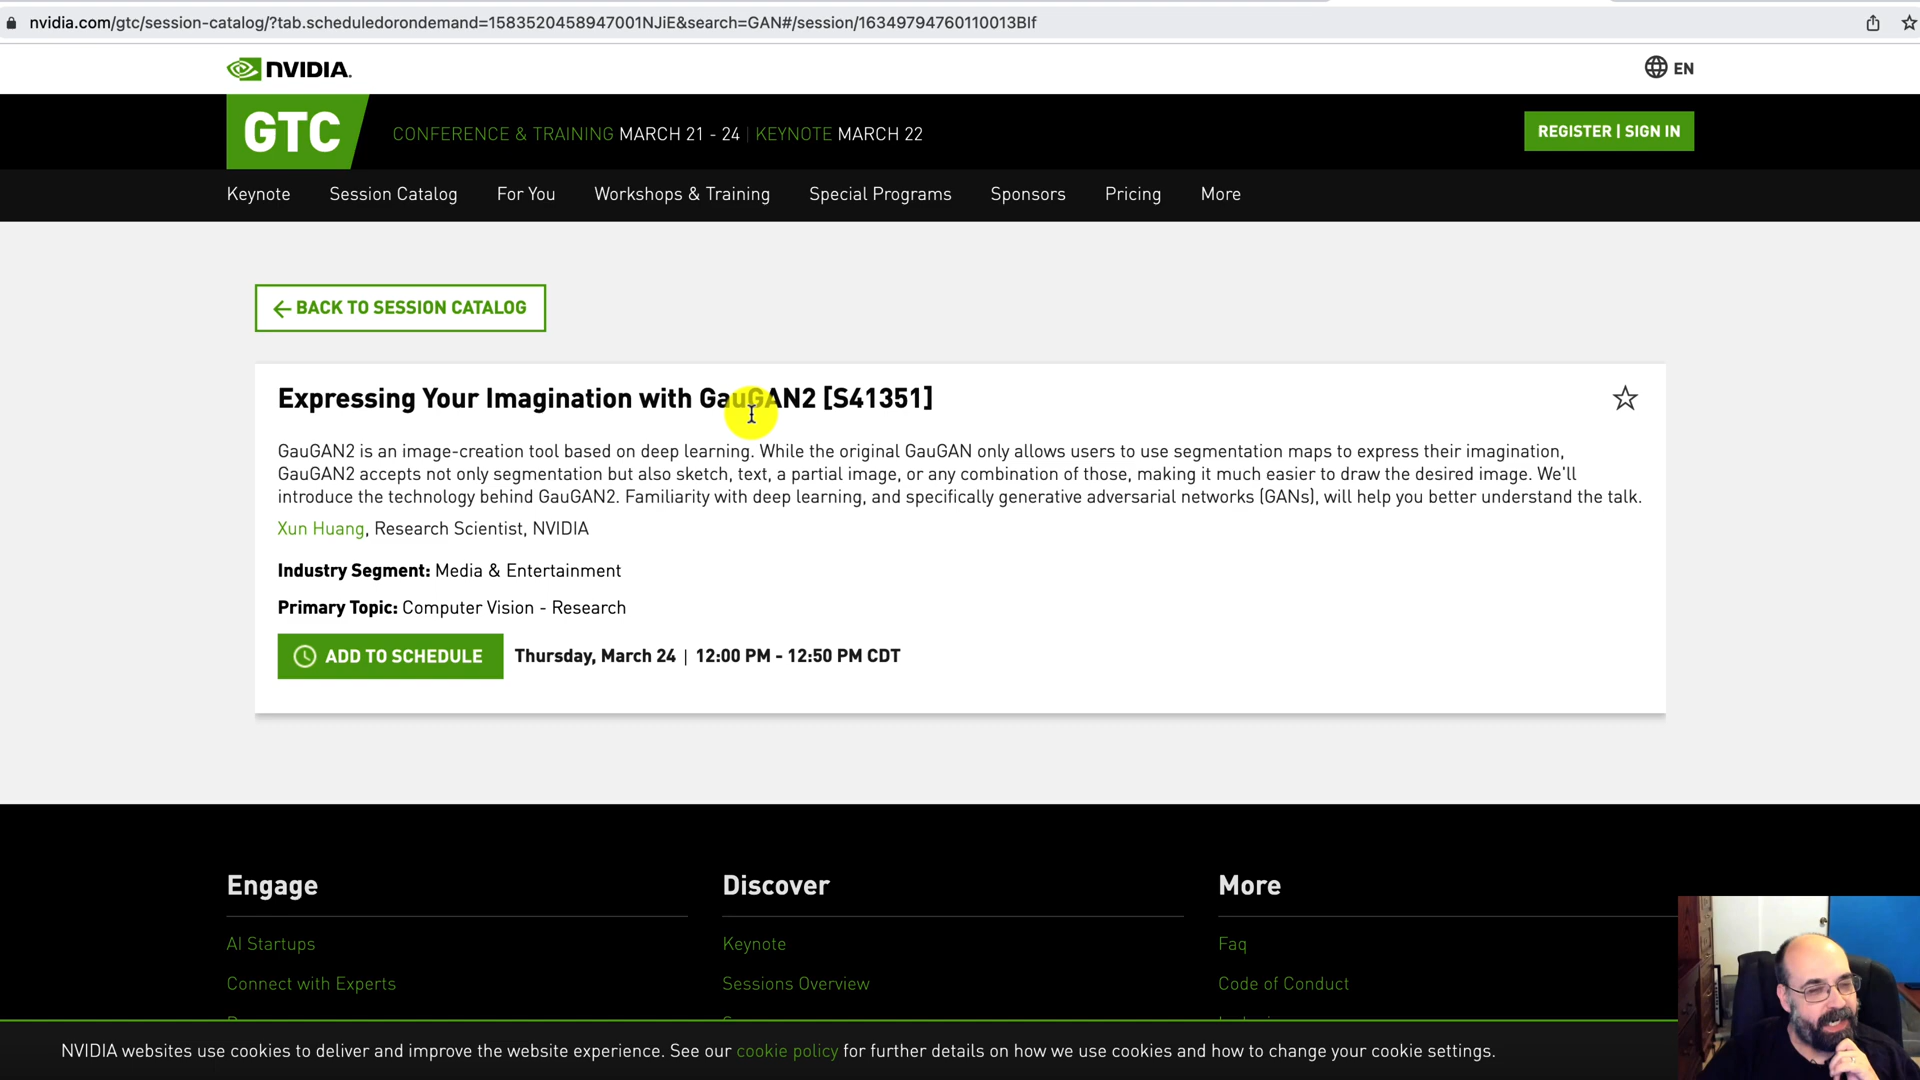 nvidia.com/gtc/session-catalog/?tab.scheduledorondemand=1583520458947001NJiE&search=GAN#/session/16349794760110013BIf
NVIDIA.
EN
GTC
CONFERENCE & TRAINING MARCH 21 - 24 | KEYNOTE MARCH 22
REGISTER | SIGN IN
Keynote Session Catalog For You Workshops & Training Special Programs Sponsors Pricing More
BACK TO SESSION CATALOG
Expressing Your Imagination with GauGAN2 [S41351]
GauGAN2 is an image-creation tool based on deep learning. While the original GauGAN only allows users to use segmentation maps to express their imagination,
GauGAN2 accepts not only segmentation but also sketch, text, a partial image, or any combination of those, making it much easier to draw the desired image. We'll
introduce the technology behind GauGAN2. Familiarity with deep learning, and specifically generative adversarial networks (GANs), will help you better understand the talk.
Xun Huang, Research Scientist, NVIDIA
Industry Segment: Media & Entertainment
Primary Topic: Computer Vision - Research
ADD TO SCHEDULE Thursday, March 24 | 12:00 PM - 12:50 PM CDT
Engage Discover More
AI Startups Keynote Faq
Connect with Experts Sessions Overview Code of Conduct
NVIDIA websites use cookies to deliver and improve the website experience. See our cookie policy for further details on how we use cookies and how to change your cookie settings.